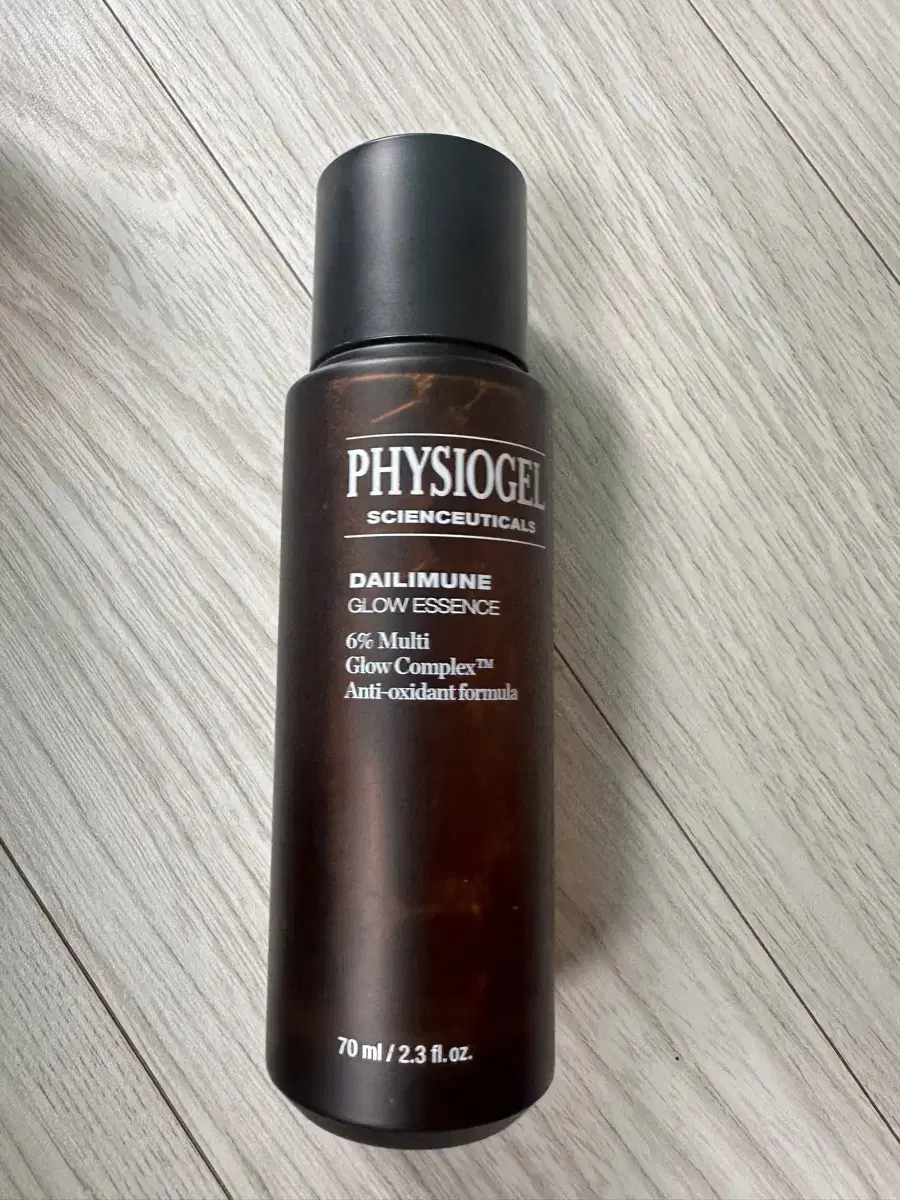 PHYSIOGEL
SCIENCEUTICALS
DAILIMUNE
GLOW ESSENCE
6% Multi
Glow Complex™
Anti-oxidant formula
70 ml / 2.3 fl.oz.